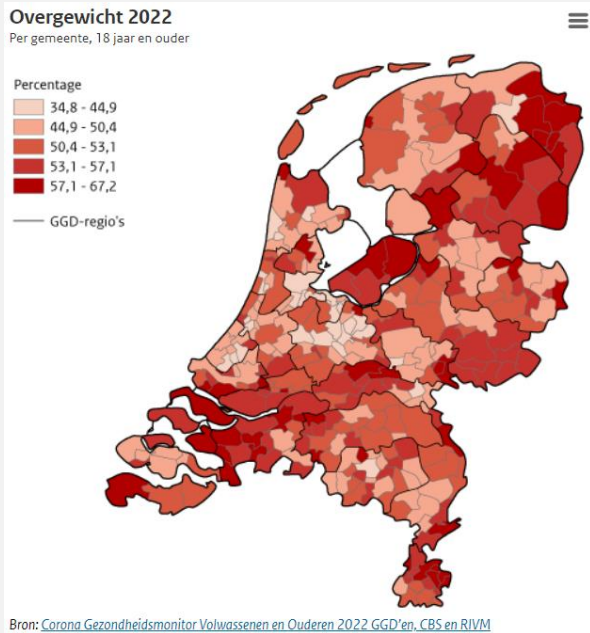 Overgewicht 2022
Per gemeente, 18 jaar en ouder
Percentage
34,8 - 44,9
44,9 - 50,4
50,4 - 53,1
53,1 - 57,1
57,1 - 67,2
GGD-regio's
Bron: Corona Gezondheidsmonitor Volwassenen en Ouderen 2022 GGD'en, CBS en RIVM